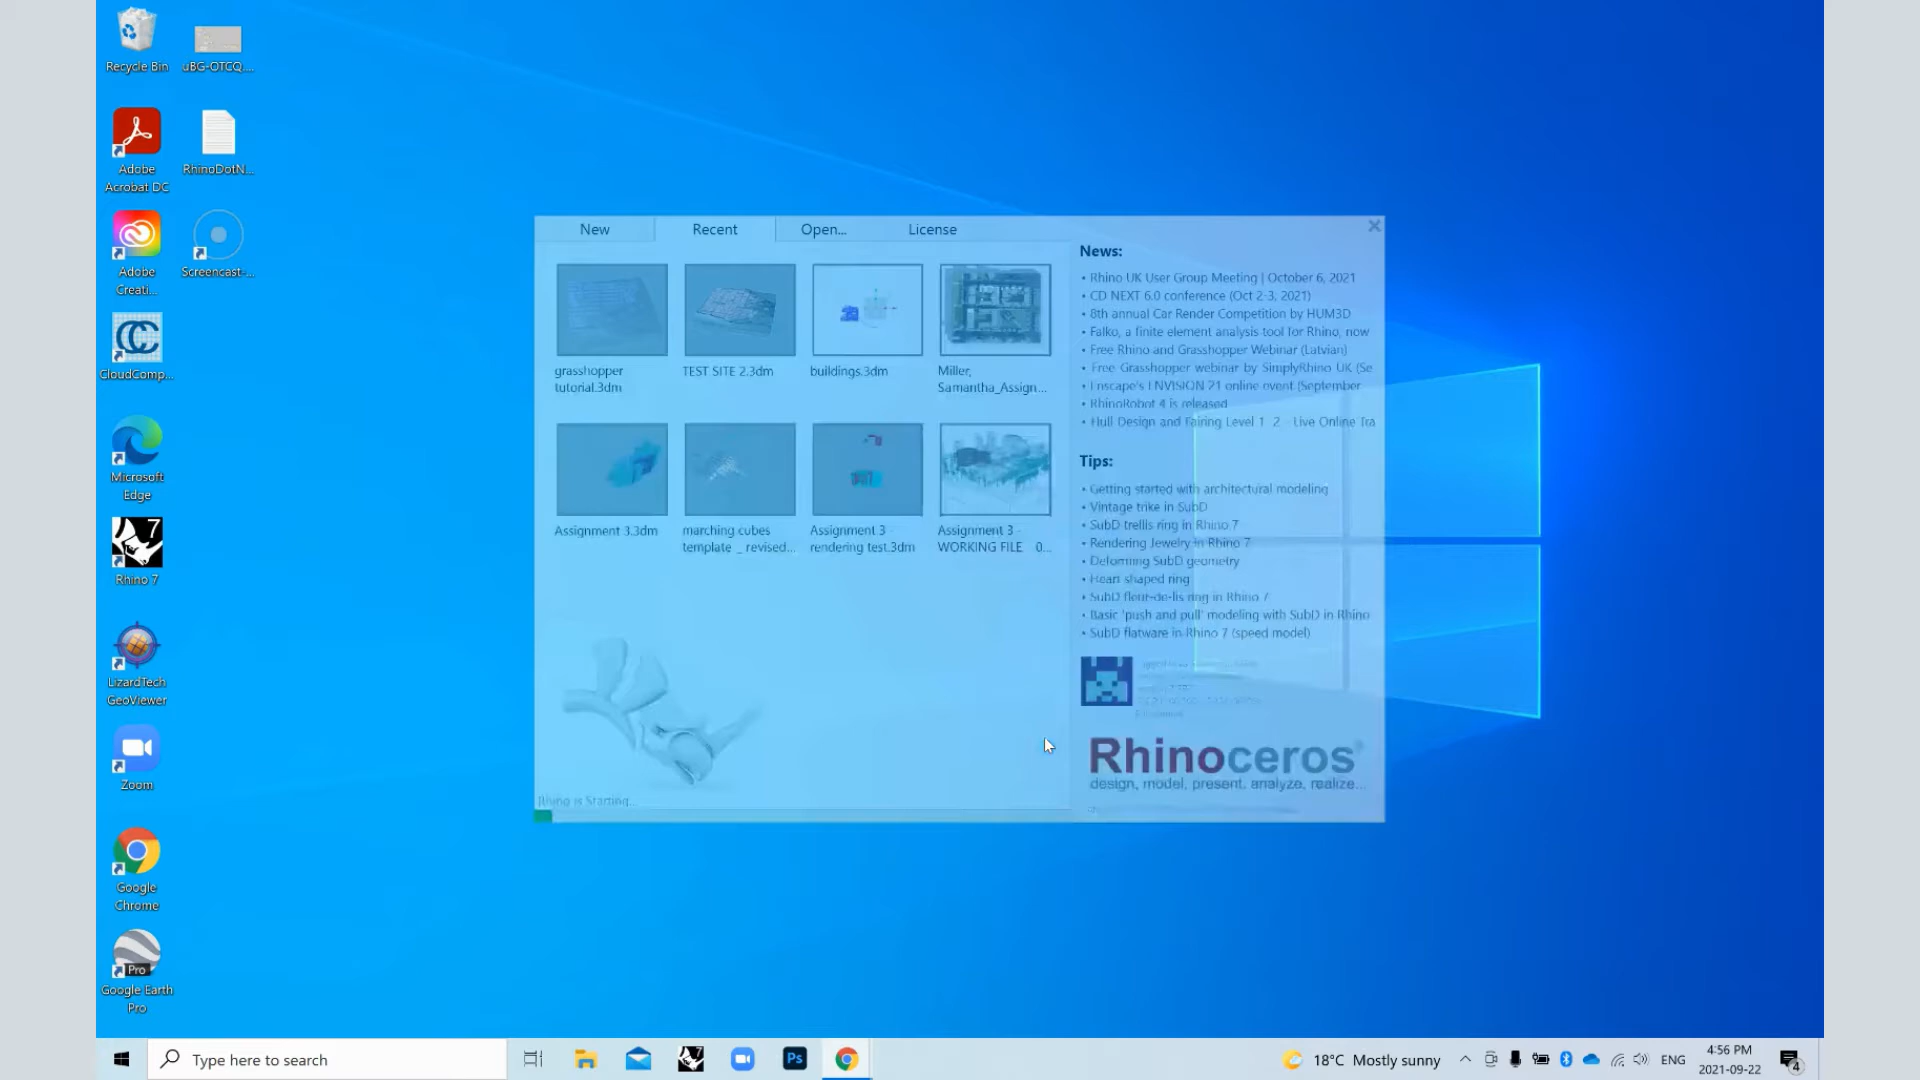 Recycle Bin
uBG-OTCQ....
Adobe
Acrobat DC
RhinoDotN...
Adobe
Creati...
Screencast-...
CloudComp...
Microsoft
Edge
7
Rhino 7
LizardTech
GeoViewer
Zoom
Google
Chrome
Pro
Google Earth
Pro
New
Recent
Open...
License
grasshopper
tutorial.3dm
TEST SITE 2.3dm
buildings.3dm
Miller,
Samantha_Assign...
Assignment 3.3dm
marching cubes
template _ revised...
Assignment 3 -
rendering test.3dm
Assignment 3 -
WORKING FILE 0...
Rhino is Starting...
News:
• Rhino UK User Group Meeting | October 6, 2021
• CD NEXT 6.0 conference (Oct 2-3, 2021)
• 8th annual Car Render Competition by HUM3D
• Falko, a finite element analysis tool for Rhino, now
• Free Rhino and Grasshopper Webinar (Latvian)
• Free Grasshopper webinar by SimplyRhino UK (Se
• Enscape's ENVISION 21 online event (September
• RhinoRobot 4 is released
• Hull Design and Fairing Level 1 2 - Live Online Tra
Tips:
• Getting started with architectural modeling
• Vintage trike in SubD
• SubD trellis ring in Rhino 7
• Rendering Jewelry in Rhino 7
• Deforming SubD geometry
• Heart shaped ring
• SubD fleur-de-lis ring in Rhino 7
• Basic 'push and pull' modeling with SubD in Rhino
• SubD flatware in Rhino 7 (speed model)
Rhinoceros®
design, model, present, analyze, realize...
Type here to search
7
Ps
18°C Mostly sunny
ENG
4:56 PM
2021-09-22
4